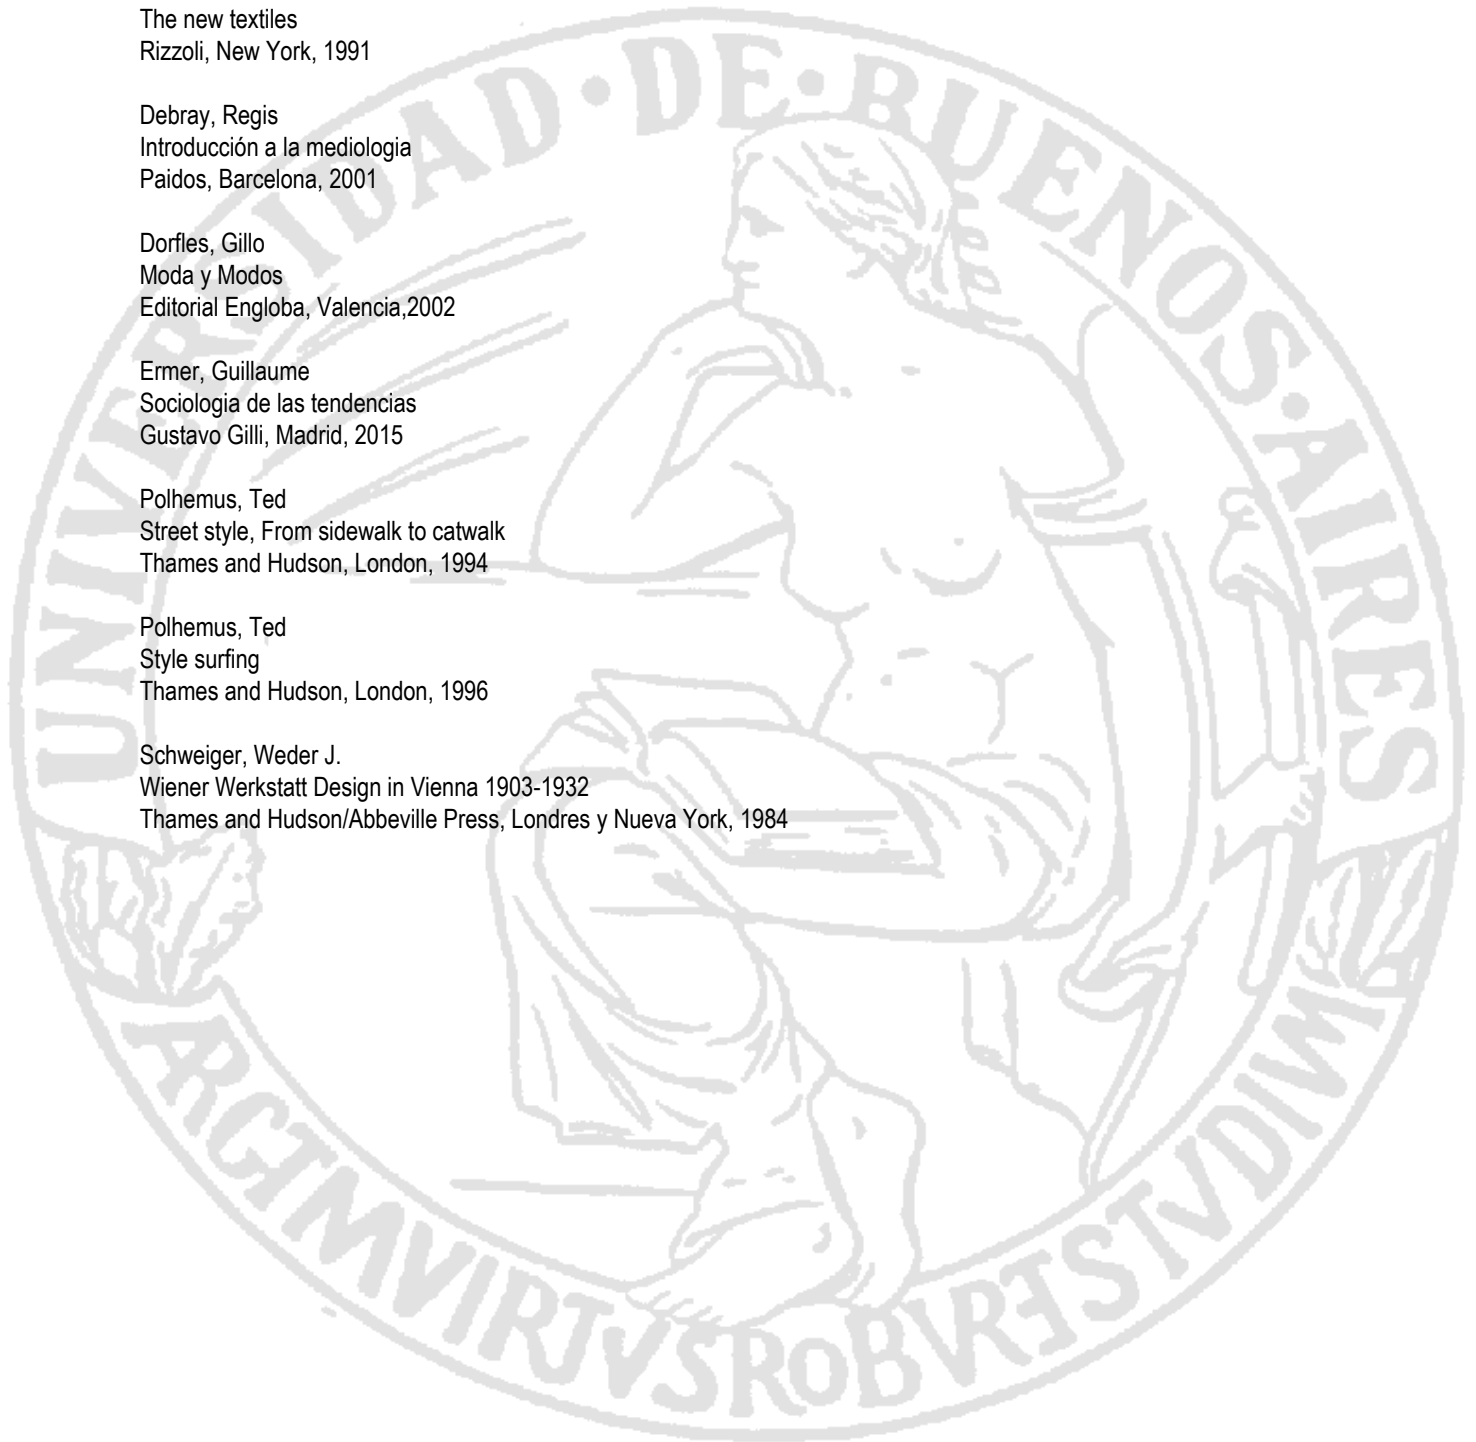 The new textiles
Rizzoli, New York, 1991
Debray, Regis
Introducción a la mediologia
Paidos, Barcelona, 2001
Dorfles, Gillo
Moda y Modos
Editorial Engloba, Valencia,2002
Ermer, Guillaume
Sociologia de las tendencias
Gustavo Gilli, Madrid, 2015
Polhemus, Ted
Street style, From sidewalk to catwalk
Thames and Hudson, London, 1994
Polhemus, Ted
Style surfing
Thames and Hudson, London, 1996
Schweiger, Weder J.
Wiener Werkstatt Design in Vienna 1903-1932
Thames and Hudson/Abbeville Press, Londres y Nueva York, 1984
UNIVERSIDAD·DE·BUENOS·AIRES
ARGTMVIRTVSROBVRETSTVDIVM